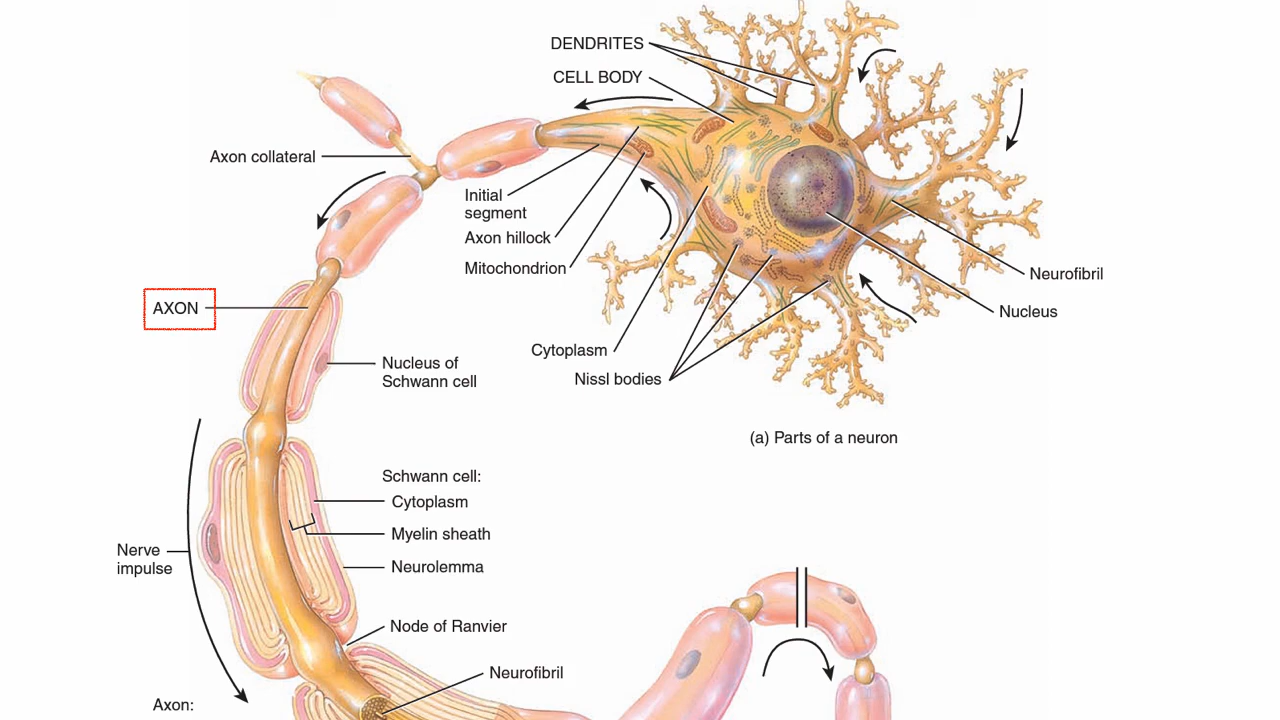 DENDRITES
CELL BODY
Axon collateral
Initial
segment
Axon hillock
Mitochondrion
Neurofibril
Nucleus
AXON
Cytoplasm
Nissl bodies
Nucleus of
Schwann cell
(a) Parts of a neuron
Schwann cell:
Cytoplasm
Myelin sheath
Nerve
impulse
Neurolemma
Node of Ranvier
Neurofibril
Axon: